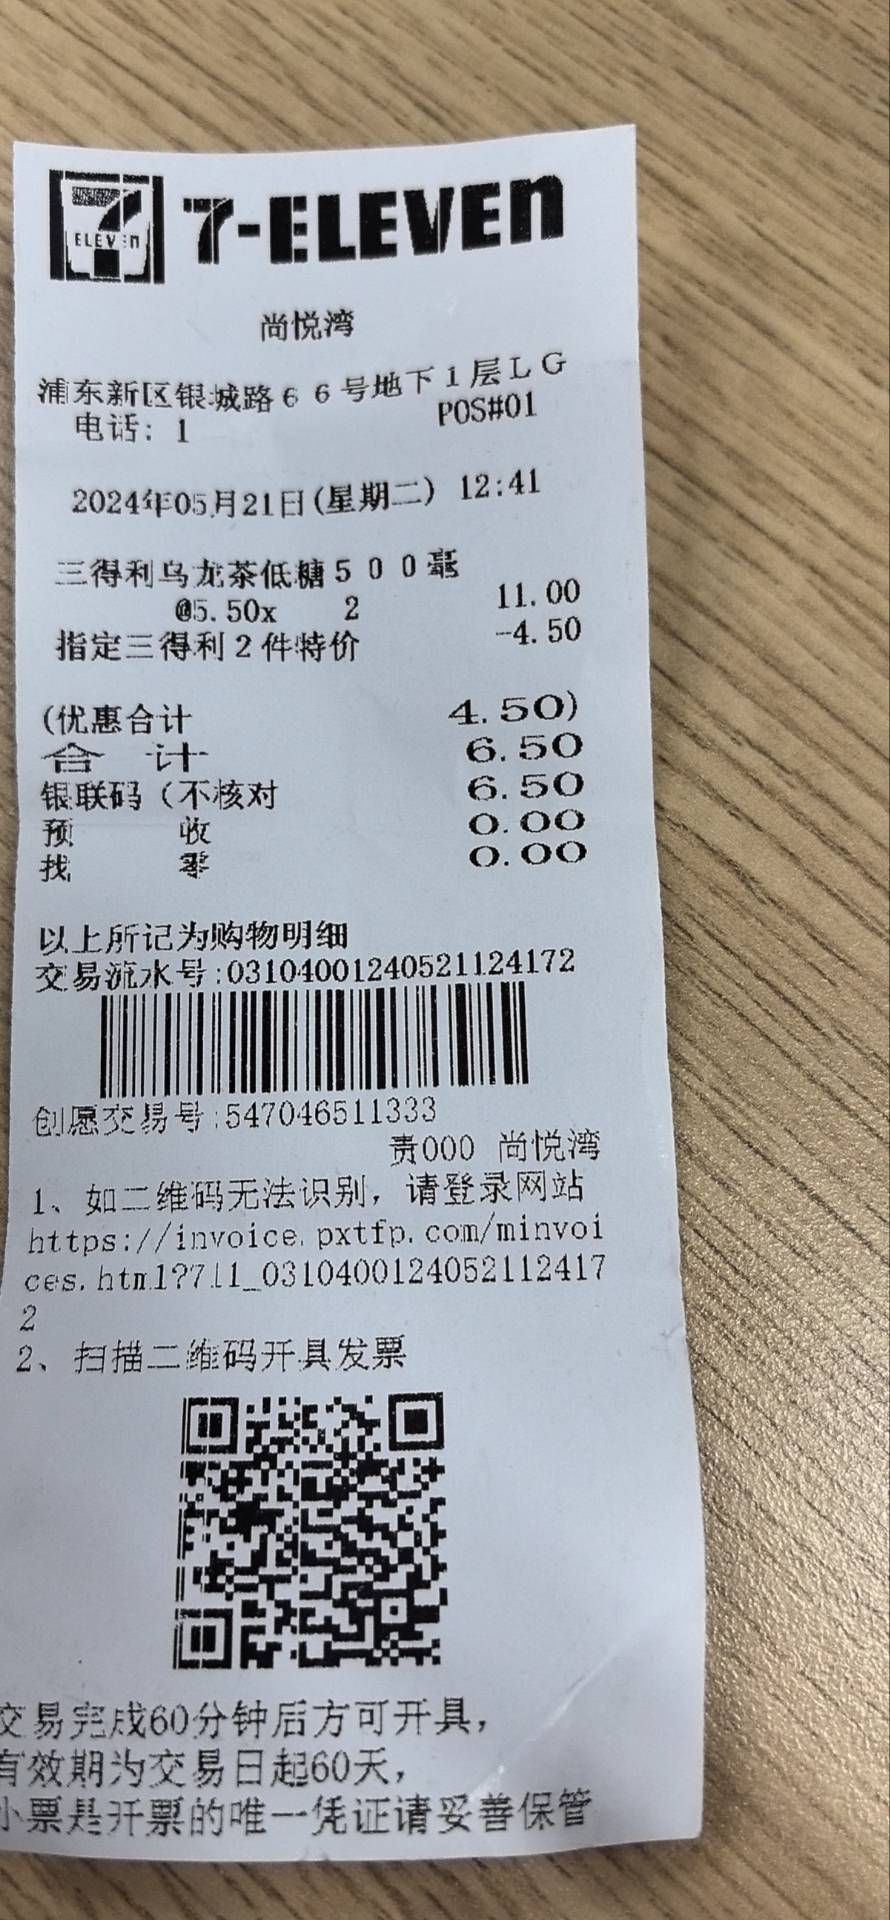 7-ELEVEN
ELEVEN
尚悦湾
浦东新区银城路66号地下1层LG
电话: 1 POS#01
2024年05月21日(星期二) 12:41
三得利乌龙茶低糖500毫
@5.50x 2 11.00
指定三得利2件特价 -4.50
(优惠合计 4.50)
合 计 6.50
银联码(不核对 6.50
预 收 0.00
找 零 0.00
以上所记为购物明细
交易流水号:03104001240521124172
创愿交易号:547046511333
责000 尚悦湾
1、如二维码无法识别，请登录网站
https://invoice.pxtfp.com/minvoi
ces.html?711_0310400124052112417
2
2、扫描二维码开具发票
交易完成60分钟后方可开具，
有效期为交易日起60天，
小票是开票的唯一凭证请妥善保管